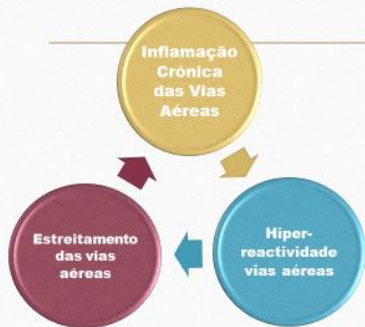 Inflamação
Crónica
das Vias
Aéreas
Estreitamento
das vias
aéreas
Hiper-
reactividade
vias aéreas